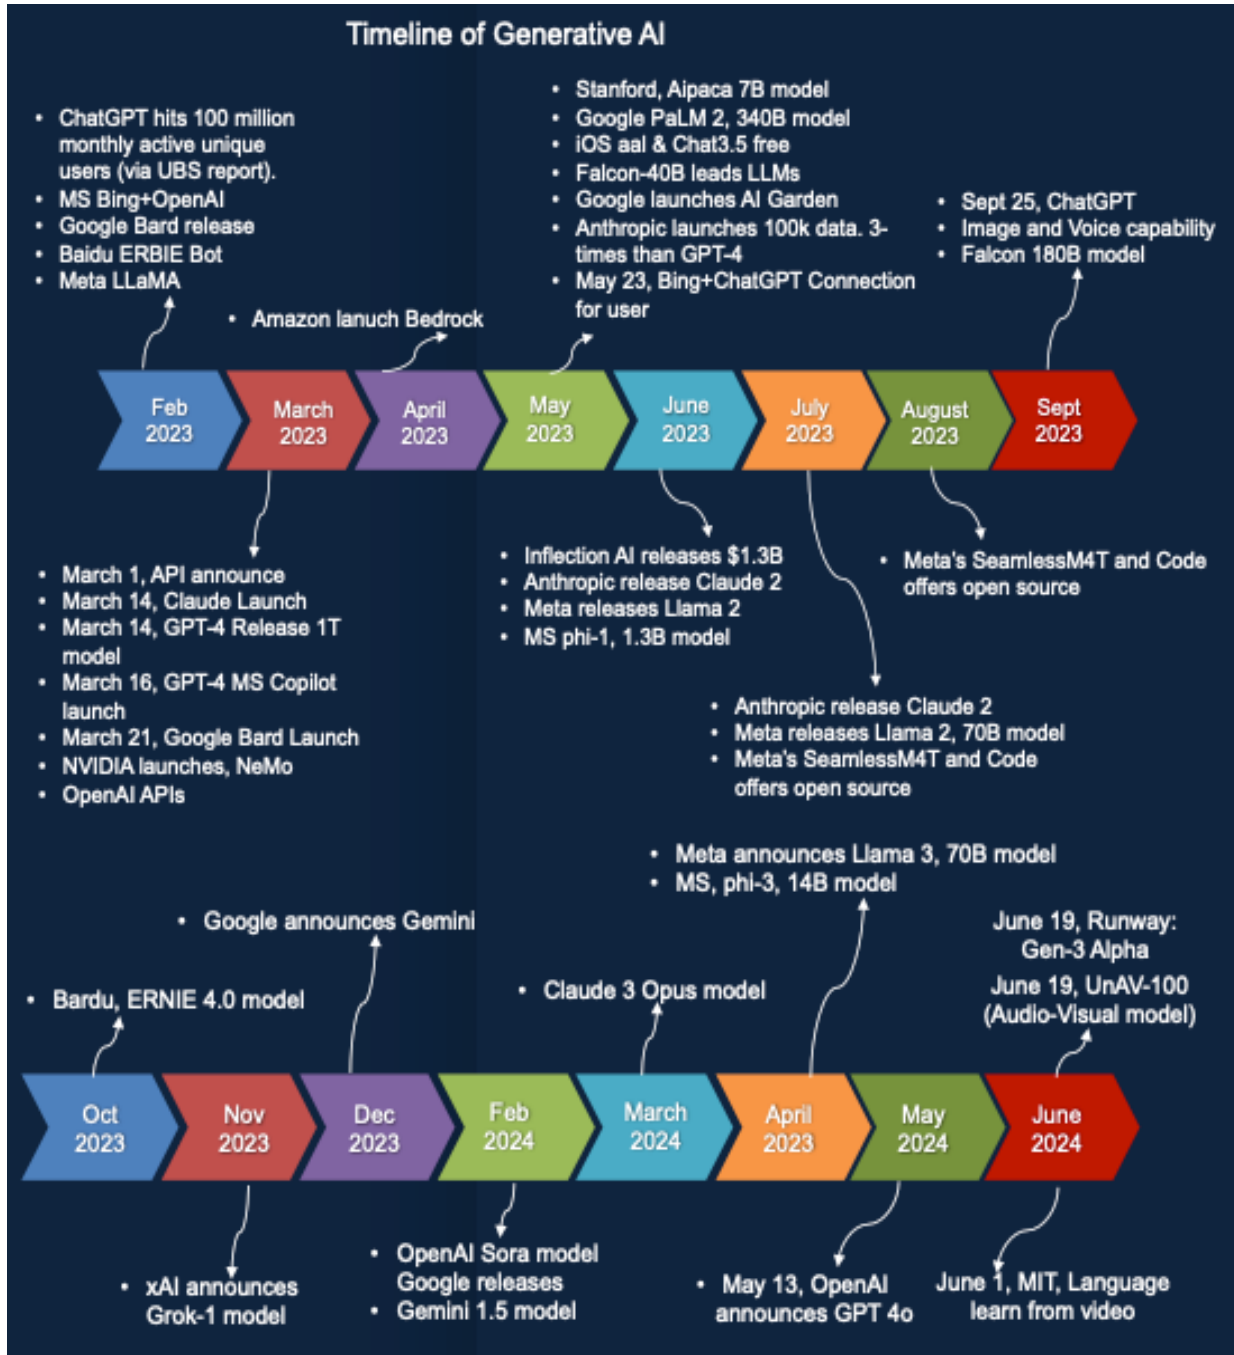 Timeline of Generative AI
• ChatGPT hits 100 million
monthly active unique
users (via UBS report).
• MS Bing+OpenAI
• Google Bard release
• Baidu ERBIE Bot
• Meta LLaMA
• Amazon lanuch Bedrock
• Stanford, Aipaca 7B model
• Google PaLM 2, 340B model
• iOS aal & Chat3.5 free
• Falcon-40B leads LLMs
• Google launches AI Garden
• Anthropic launches 100k data. 3-
times than GPT-4
• May 23, Bing+ChatGPT Connection
for user
• Sept 25, ChatGPT
• Image and Voice capability
• Falcon 180B model
Feb
2023
March
2023
April
2023
May
2023
June
2023
July
2023
August
2023
Sept
2023
• March 1, API announce
• March 14, Claude Launch
• March 14, GPT-4 Release 1T
model
• March 16, GPT-4 MS Copilot
launch
• March 21, Google Bard Launch
• NVIDIA launches, NeMo
• OpenAI APIs
• Inflection AI releases $1.3B
• Anthropic release Claude 2
• Meta releases Llama 2
• MS phi-1, 1.3B model
• Anthropic release Claude 2
• Meta releases Llama 2, 70B model
• Meta's SeamlessM4T and Code
offers open source
• Meta's SeamlessM4T and Code
offers open source
• Bardu, ERNIE 4.0 model
• Google announces Gemini
• Claude 3 Opus model
• Meta announces Llama 3, 70B model
• MS, phi-3, 14B model
June 19, Runway:
Gen-3 Alpha
June 19, UnAV-100
(Audio-Visual model)
Oct
2023
Nov
2023
Dec
2023
Feb
2024
March
2024
April
2023
May
2024
June
2024
• xAI announces
Grok-1 model
• OpenAI Sora model
Google releases
• Gemini 1.5 model
• May 13, OpenAI
announces GPT 4o
June 1, MIT, Language
learn from video